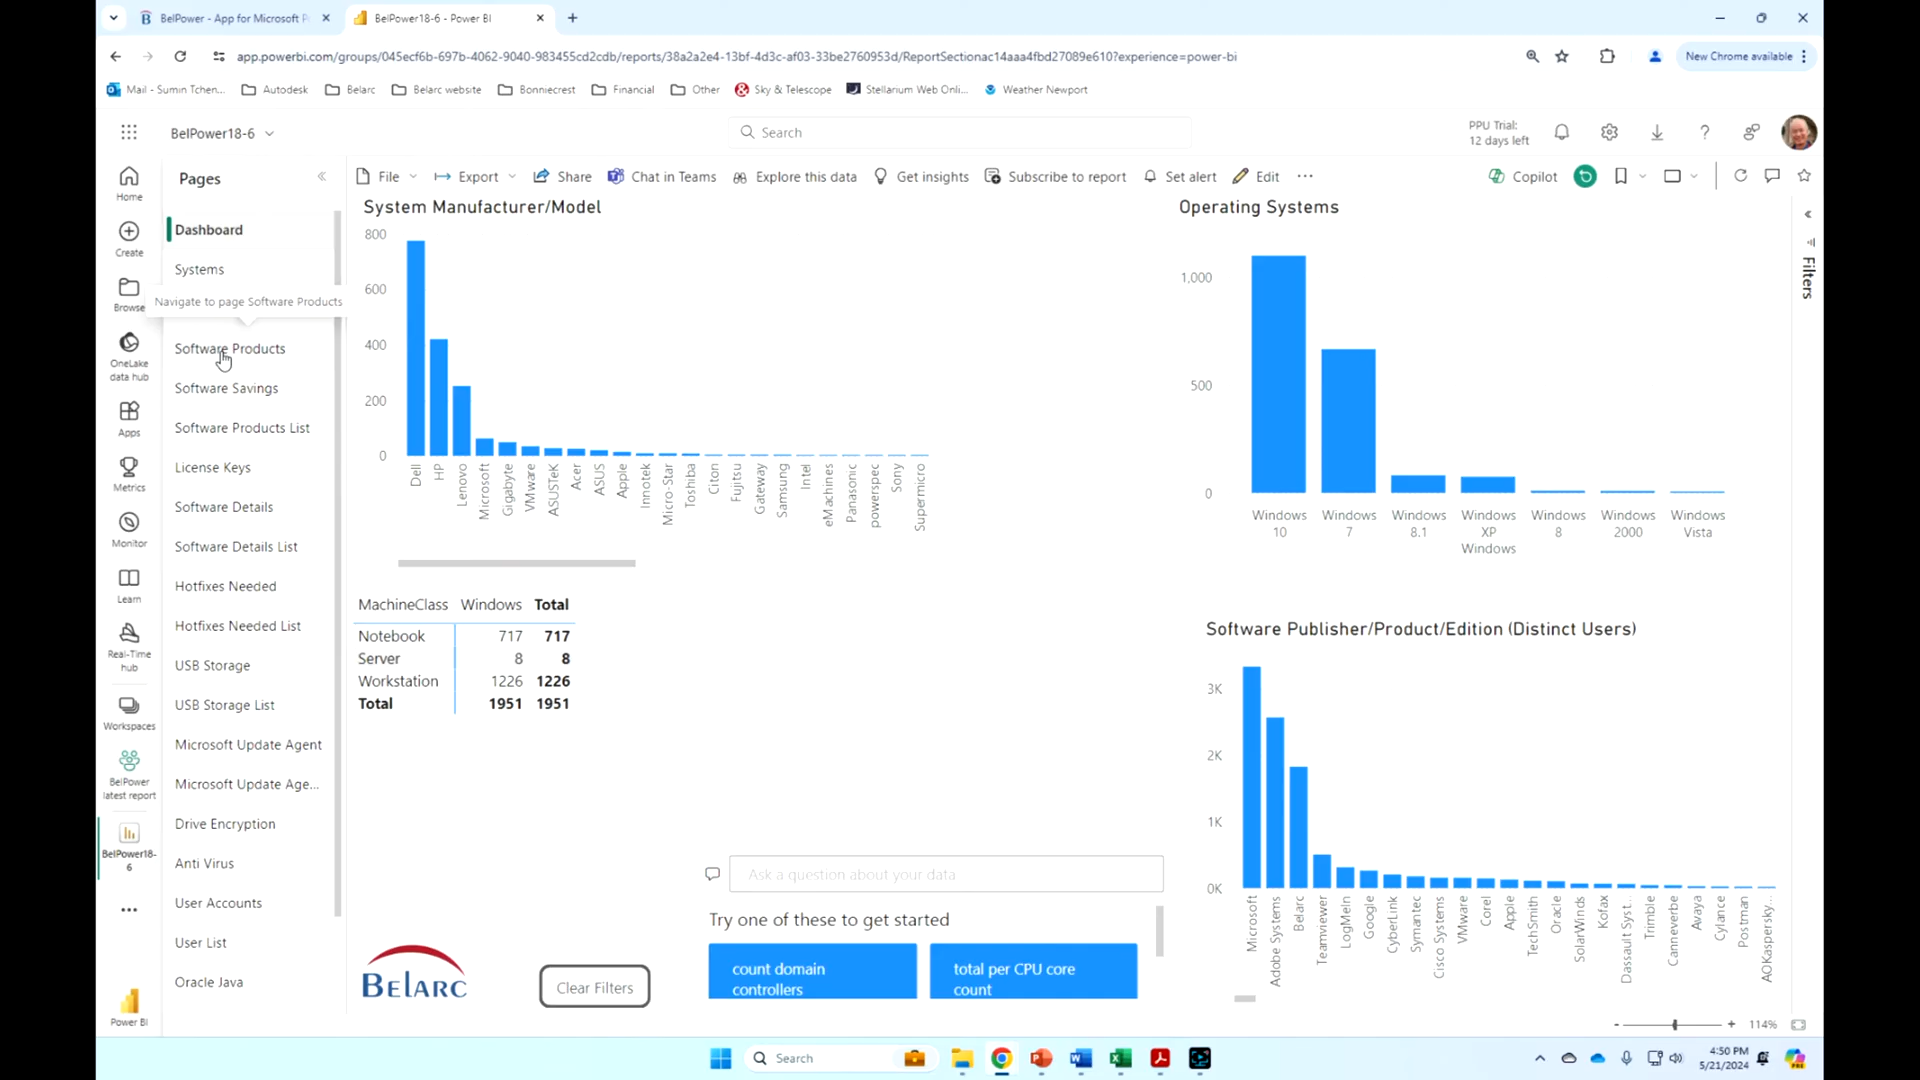 BelPower - App for Microsoft P
BelPower18-6 - Power BI
app.powerbi.com/groups/045ecf6b-697b-4062-9040-983455cd2cdb/reports/38a2a2e4-13bf-4d3c-af03-33be2760953d/ReportSectionac14aaa4fbd27089e610?experience=power-bi
New Chrome available
Mail - Sumin Tchen...
Autodesk
Belarc
Belarc website
Bonniecrest
Financial
Other
Sky & Telescope
Stellarium Web Onli...
Weather Newport
BelPower18-6
Search
PPU Trial:
12 days left
Home
Create
Browse
OneLake
data hub
Apps
Metrics
Monitor
Learn
Real-Time
hub
Workspaces
BelPower
latest report
BelPower18-
6
Power BI
Pages
Dashboard
Systems
Navigate to page Software Products
Software Products
Software Savings
Software Products List
License Keys
Software Details
Software Details List
Hotfixes Needed
Hotfixes Needed List
USB Storage
USB Storage List
Microsoft Update Agent
Microsoft Update Age...
Drive Encryption
Anti Virus
User Accounts
User List
Oracle Java
File
Export
Share
Chat in Teams
Explore this data
Get insights
Subscribe to report
Set alert
Edit
Copilot
Filters
System Manufacturer/Model
800
600
400
200
0
Dell
HP
Lenovo
Microsoft
Gigabyte
VMware
ASUSTeK
Acer
ASUS
Apple
Innotek
Micro-Star
Toshiba
Citon
Fujitsu
Gateway
Samsung
Intel
eMachines
Panasonic
powerspec
Sony
Supermicro
Operating Systems
1,000
500
0
Windows
10
Windows
7
Windows
8.1
Windows
XP
Windows
Windows
8
Windows
2000
Windows
Vista
MachineClass Windows Total
Notebook 717 717
Server 8 8
Workstation 1226 1226
Total 1951 1951
Software Publisher/Product/Edition (Distinct Users)
3K
2K
1K
0K
Microsoft
Adobe Systems
Belarc
Teamviewer
LogMeIn
Google
CyberLink
Symantec
Cisco Systems
VMware
Corel
Apple
TechSmith
Oracle
SolarWinds
Kofax
Dassault Syst...
Trimble
Canneverbe
Avaya
Cylance
Postman
AOKaspersky...
Ask a question about your data
Try one of these to get started
count domain
controllers
total per CPU core
count
BELARC
Clear Filters
- + 114%
Search
4:50 PM
5/21/2024